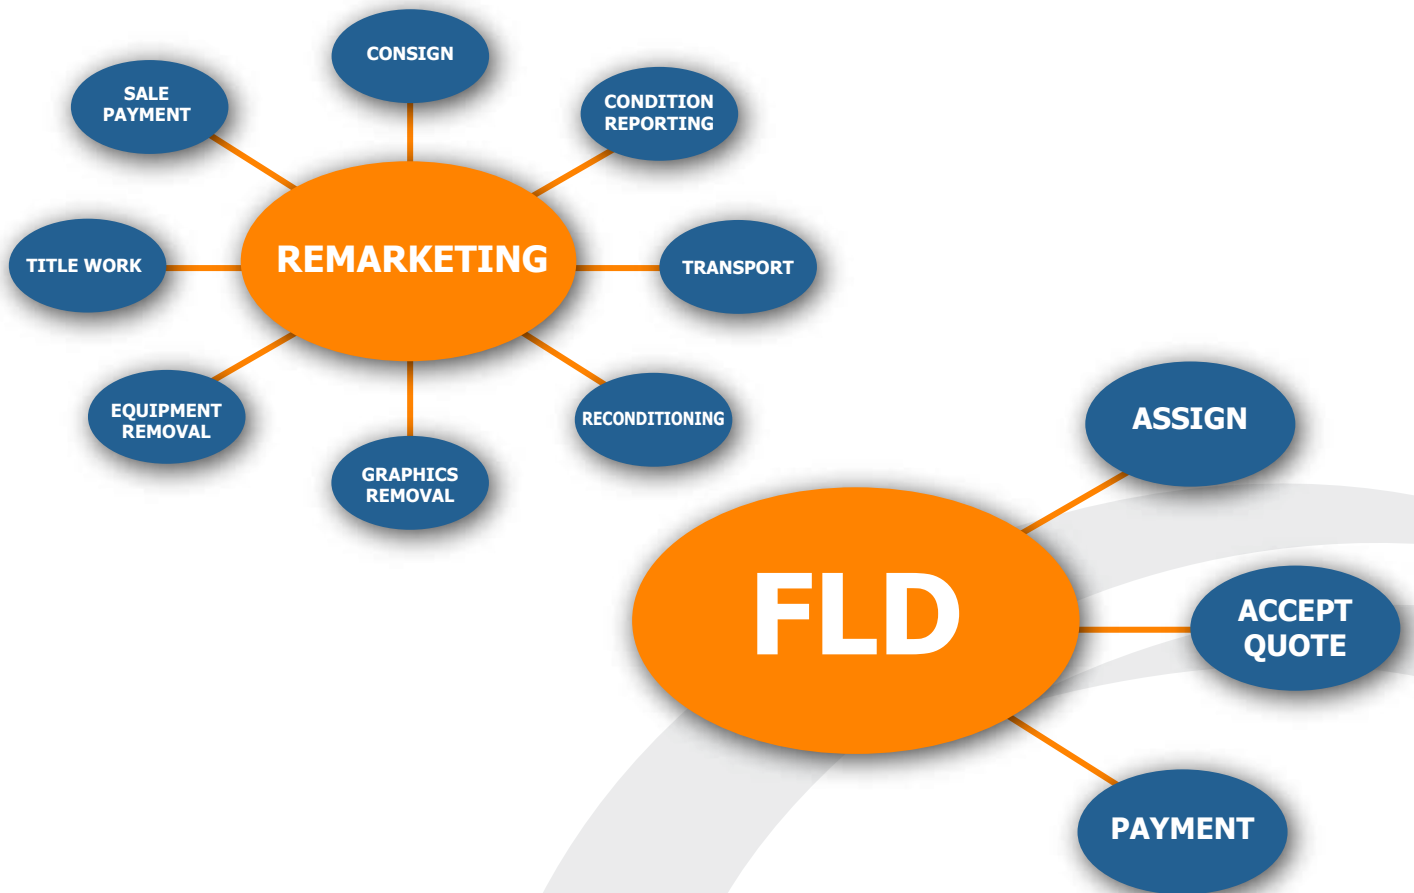 CONSIGN
SALE
PAYMENT
CONDITION
REPORTING
REMARKETING
TITLE WORK
TRANSPORT
EQUIPMENT
REMOVAL
RECONDITIONING
GRAPHICS
REMOVAL
ASSIGN
FLD
ACCEPT
QUOTE
PAYMENT